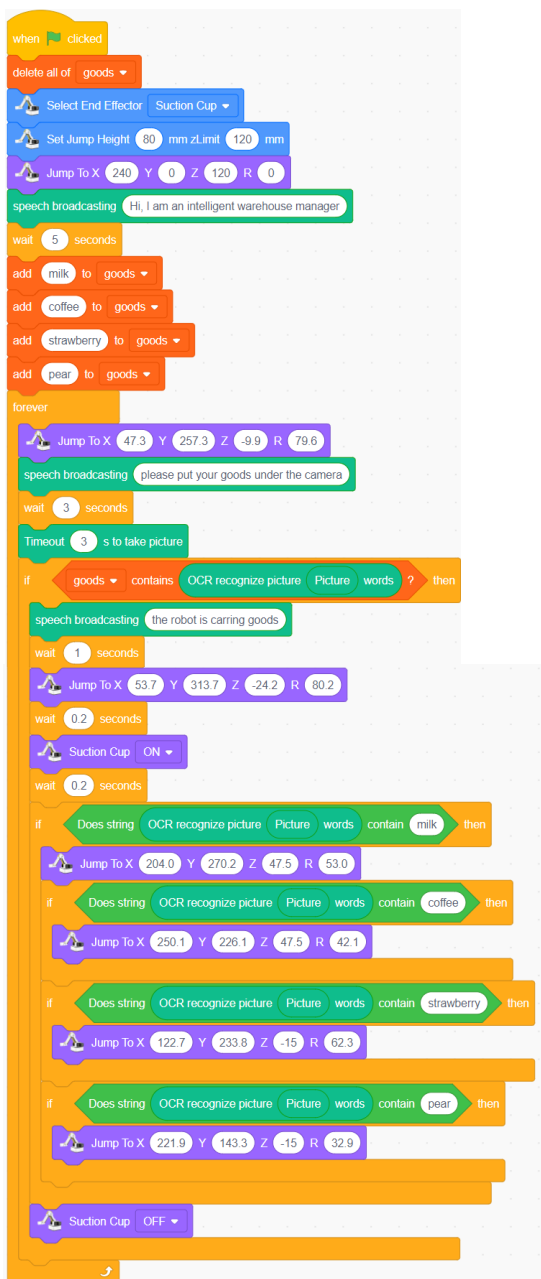 when clicked
delete all of goods
Select End Effector Suction Cup
Set Jump Height 80 mm zLimit 120 mm
Jump To X 240 Y 0 Z 120 R 0
speech broadcasting Hi, I am an intelligent warehouse manager
wait 5 seconds
add milk to goods
add coffee to goods
add strawberry to goods
add pear to goods
forever
Jump To X 47.3 Y 257.3 Z -9.9 R 79.6
speech broadcasting please put your goods under the camera
wait 3 seconds
Timeout 3 s to take picture
if goods contains OCR recognize picture Picture words ? then
speech broadcasting the robot is carring goods
wait 1 seconds
Jump To X 53.7 Y 313.7 Z -24.2 R 80.2
wait 0.2 seconds
Suction Cup ON
wait 0.2 seconds
if Does string OCR recognize picture Picture words contain milk then
Jump To X 204.0 Y 270.2 Z 47.5 R 53.0
if Does string OCR recognize picture Picture words contain coffee then
Jump To X 250.1 Y 226.1 Z 47.5 R 42.1
if Does string OCR recognize picture Picture words contain strawberry then
Jump To X 122.7 Y 233.8 Z -15 R 62.3
if Does string OCR recognize picture Picture words contain pear then
Jump To X 221.9 Y 143.3 Z -15 R 32.9
Suction Cup OFF